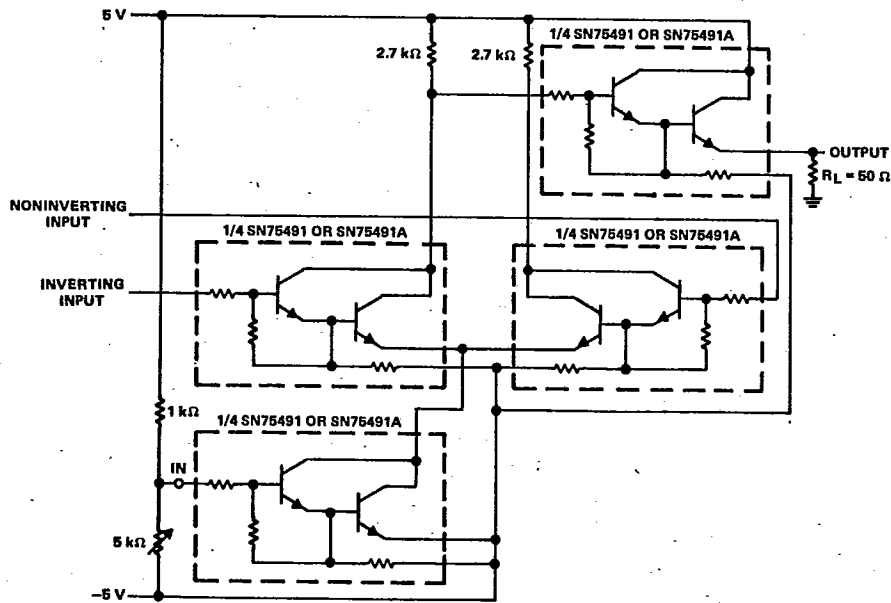 5 V
1/4 SN75491 OR SN75491A
2.7 kΩ
2.7 kΩ
OUTPUT
RL = 50 Ω
NONINVERTING
INPUT
1/4 SN75491 OR SN75491A
1/4 SN75491 OR SN75491A
INVERTING
INPUT
1 kΩ
1/4 SN75491 OR SN75491A
IN
5 kΩ
–5 V